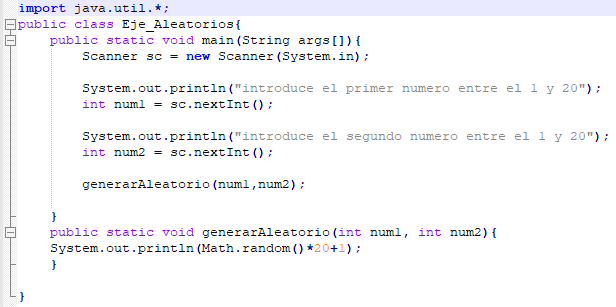 import java.util.*;
public class Eje_Aleatorios{
public static void main(String args[]){
Scanner sc = new Scanner(System.in);
System.out.println("introduce el primer numero entre el 1 y 20");
int num1 = sc.nextInt();
System.out.println("introduce el segundo numero entre el 1 y 20");
int num2 = sc.nextInt();
generarAleatorio(num1,num2);
}
public static void generarAleatorio(int num1, int num2){
System.out.println(Math.random()*20+1);
}
}